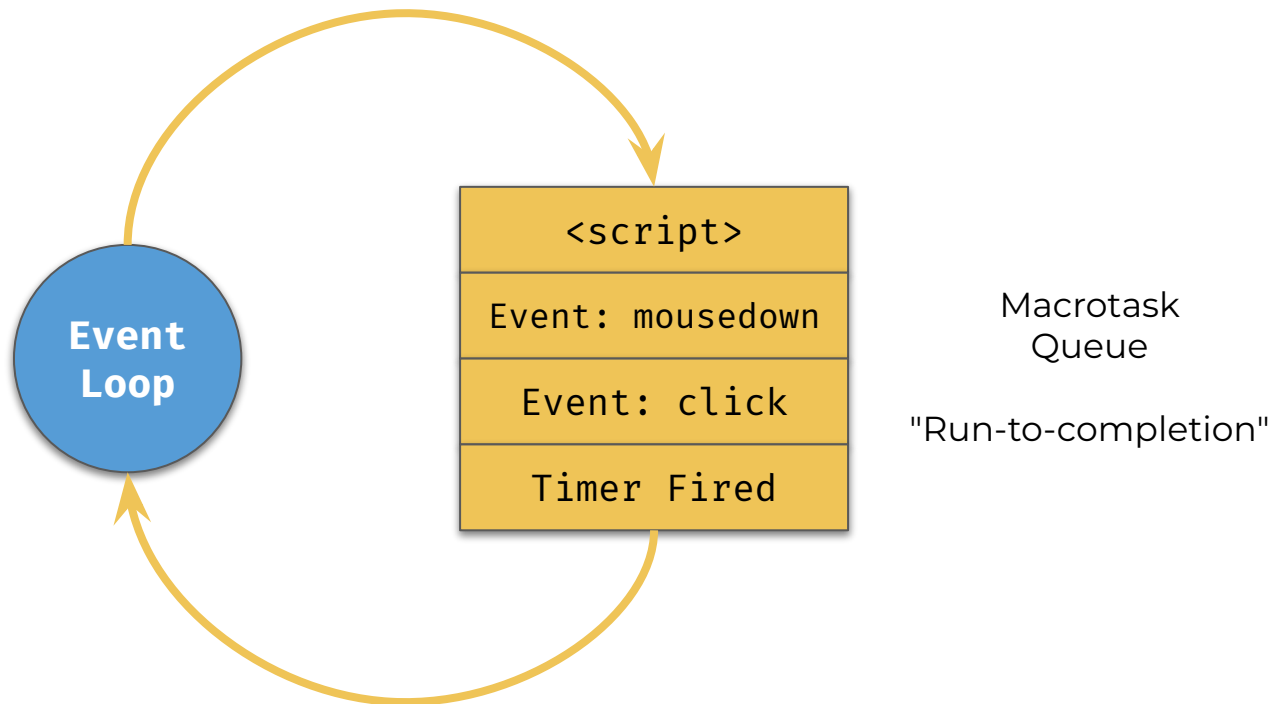 Event
Loop
<script>
Event: mousedown
Event: click
Timer Fired
Macrotask
Queue
"Run-to-completion"